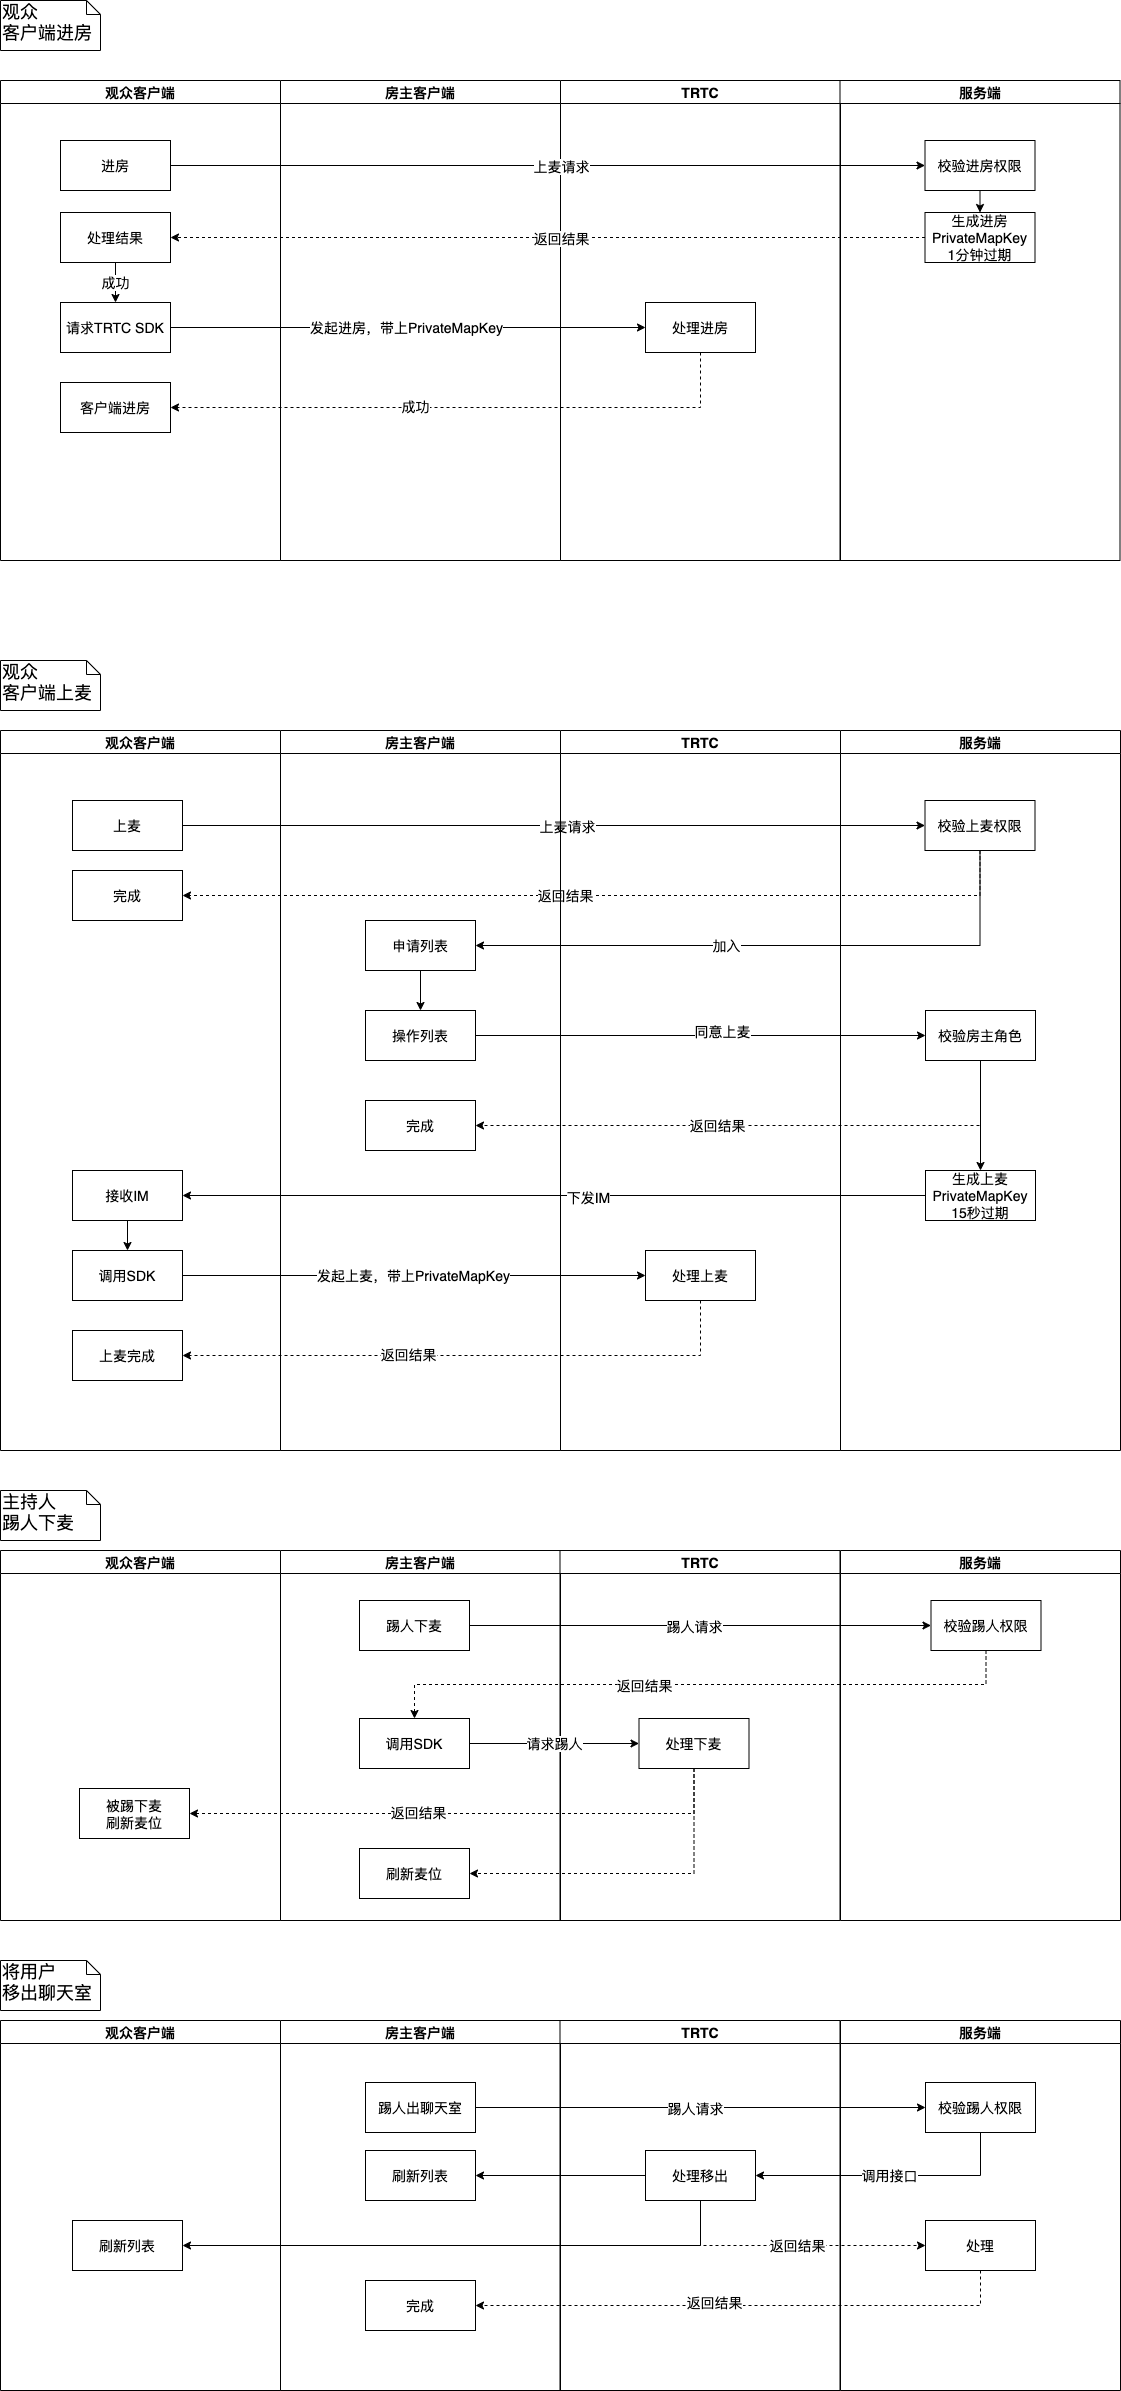 观众
客户端进房
观众客户端
房主客户端
TRTC
服务端
进房
上麦请求
校验进房权限
处理结果
返回结果
生成进房
PrivateMapKey
1分钟过期
成功
请求TRTC SDK
发起进房，带上PrivateMapKey
处理进房
客户端进房
成功
观众
客户端上麦
观众客户端
房主客户端
TRTC
服务端
上麦
上麦请求
校验上麦权限
完成
返回结果
申请列表
加入
操作列表
同意上麦
校验房主角色
完成
返回结果
接收IM
下发IM
生成上麦
PrivateMapKey
15秒过期
调用SDK
发起上麦，带上PrivateMapKey
处理上麦
上麦完成
返回结果
主持人
踢人下麦
观众客户端
房主客户端
TRTC
服务端
踢人下麦
踢人请求
校验踢人权限
返回结果
调用SDK
请求踢人
处理下麦
被踢下麦
刷新麦位
返回结果
刷新麦位
将用户
移出聊天室
观众客户端
房主客户端
TRTC
服务端
踢人出聊天室
踢人请求
校验踢人权限
刷新列表
处理移出
调用接口
刷新列表
返回结果
处理
完成
返回结果